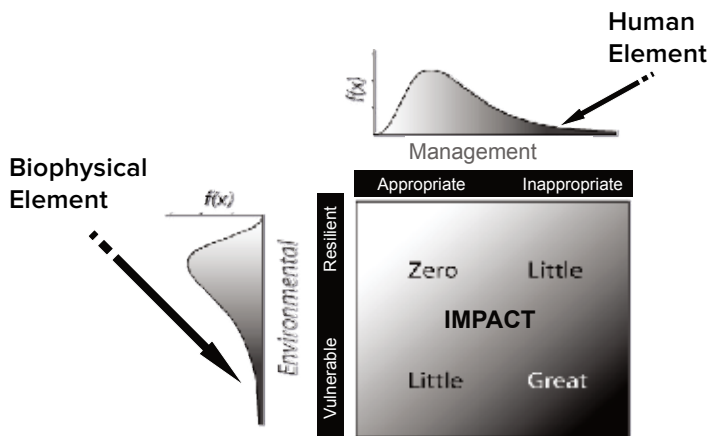 Human
Element
f(x)
Management
Biophysical
Element
f(x)
Environmental
Appropriate Inappropriate
Resilient
Vulnerable
Zero Little
IMPACT
Little Great